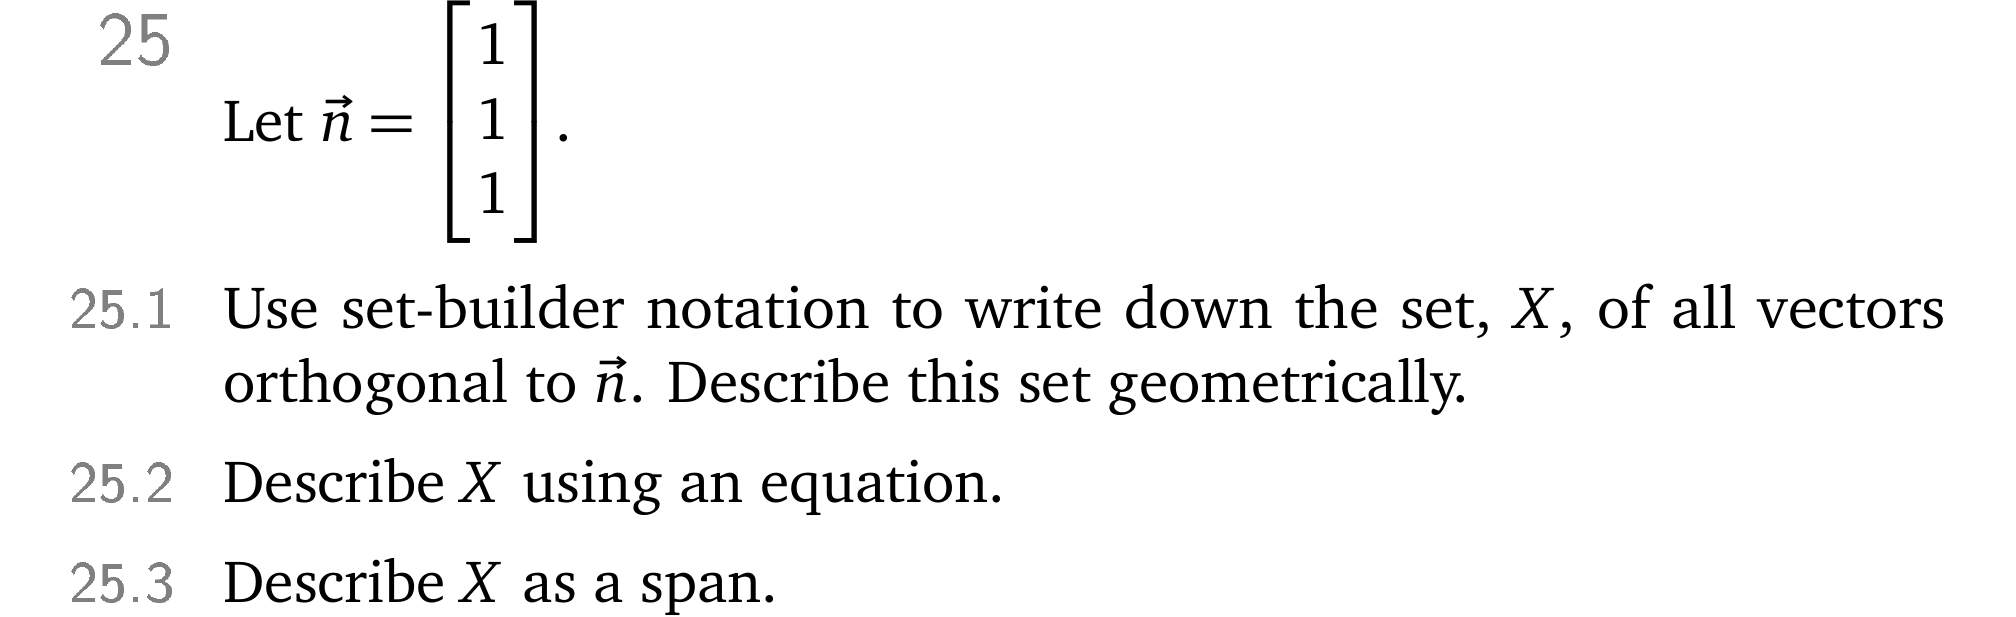 25
Let $\vec{n} = \begin{bmatrix} 1 \\ 1 \\ 1 \end{bmatrix}$.
25.1 Use set-builder notation to write down the set, $X$, of all vectors
orthogonal to $\vec{n}$. Describe this set geometrically.
25.2 Describe $X$ using an equation.
25.3 Describe $X$ as a span.